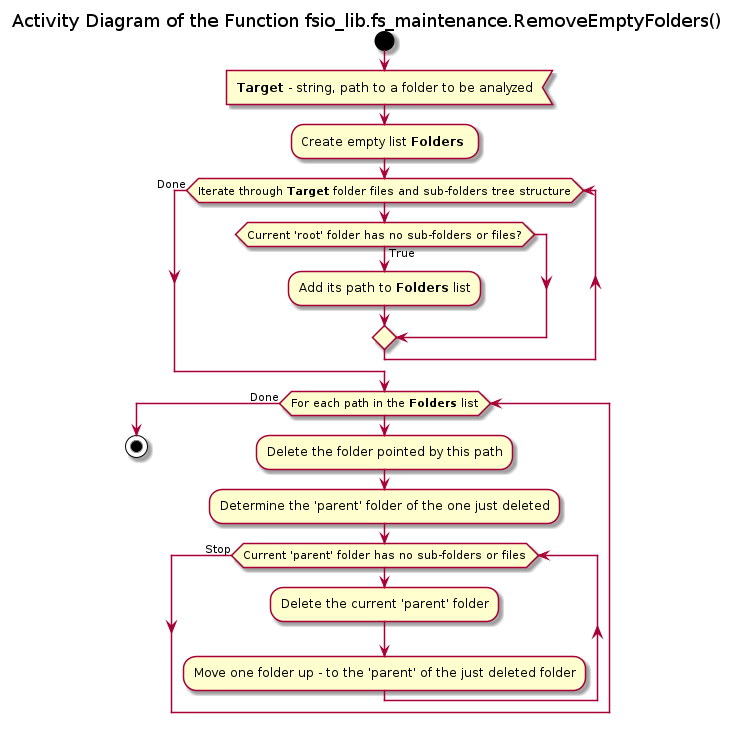 Activity Diagram of the Function fsio_lib.fs_maintenance.RemoveEmptyFolders()
Target - string, path to a folder to be analyzed
Create empty list Folders
Done
Iterate through Target folder files and sub-folders tree structure
Current 'root' folder has no sub-folders or files?
True
Add its path to Folders list
Done
For each path in the Folders list
Delete the folder pointed by this path
Determine the 'parent' folder of the one just deleted
Stop
Current 'parent' folder has no sub-folders or files
Delete the current 'parent' folder
Move one folder up - to the 'parent' of the just deleted folder